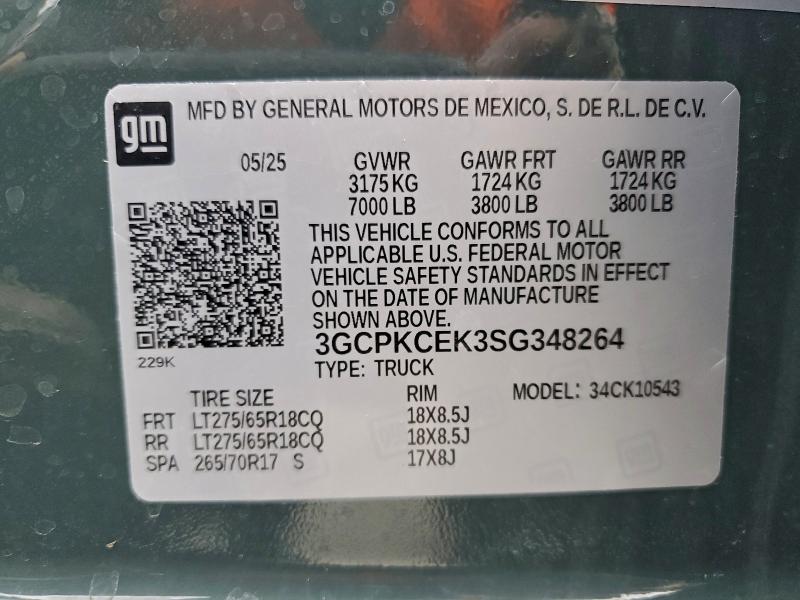 gm
MFD BY GENERAL MOTORS DE MEXICO, S. DE R.L. DE C.V.
05/25 GVWR GAWR FRT GAWR RR
3175 KG 1724 KG 1724 KG
7000 LB 3800 LB 3800 LB
THIS VEHICLE CONFORMS TO ALL
APPLICABLE U.S. FEDERAL MOTOR
VEHICLE SAFETY STANDARDS IN EFFECT
ON THE DATE OF MANUFACTURE
SHOWN ABOVE.
3GCPKCEK3SG348264
229K
TYPE: TRUCK
TIRE SIZE RIM MODEL: 34CK10543
FRT LT275/65R18CQ 18X8.5J
RR LT275/65R18CQ 18X8.5J
SPA 265/70R17 S 17X8J